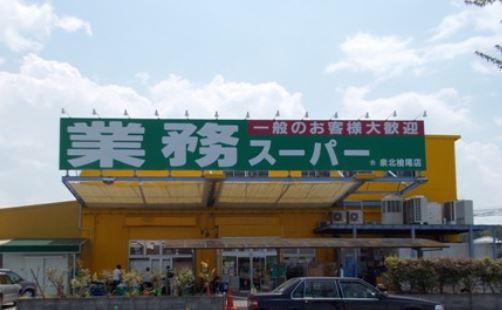 一般のお客様大歓迎
業務スーパー
泉北檜尾店